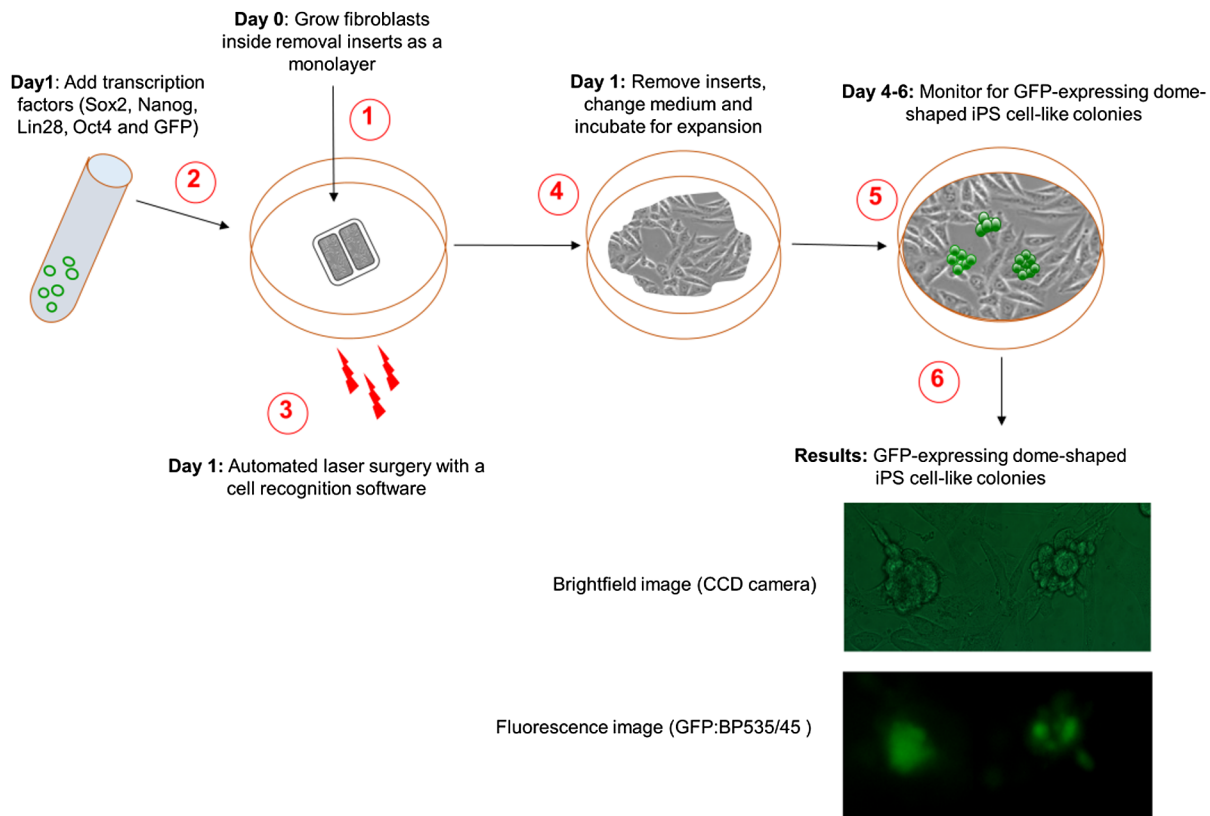 Day 0: Grow fibroblasts
inside removal inserts as a
monolayer
Day1: Add transcription
factors (Sox2, Nanog,
Lin28, Oct4 and GFP)
Day 1: Remove inserts,
change medium and
incubate for expansion
Day 4-6: Monitor for GFP-expressing dome-
shaped iPS cell-like colonies
1
2
4
5
3
6
Day 1: Automated laser surgery with a
cell recognition software
Results: GFP-expressing dome-shaped
iPS cell-like colonies
Brightfield image (CCD camera)
Fluorescence image (GFP:BP535/45 )